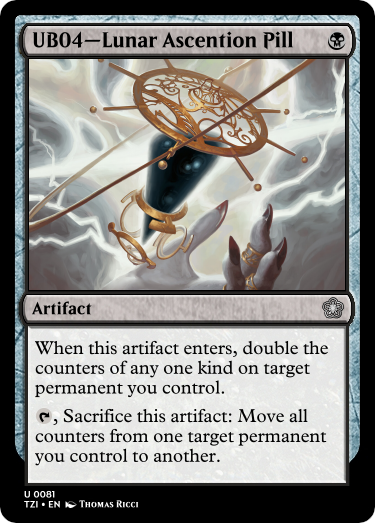 UB04—Lunar Ascention Pill
Artifact
When this artifact enters, double the
counters of any one kind on target
permanent you control.
, Sacrifice this artifact: Move all
counters from one target permanent
you control to another.
U 0081
TZI • EN Thomas Ricci